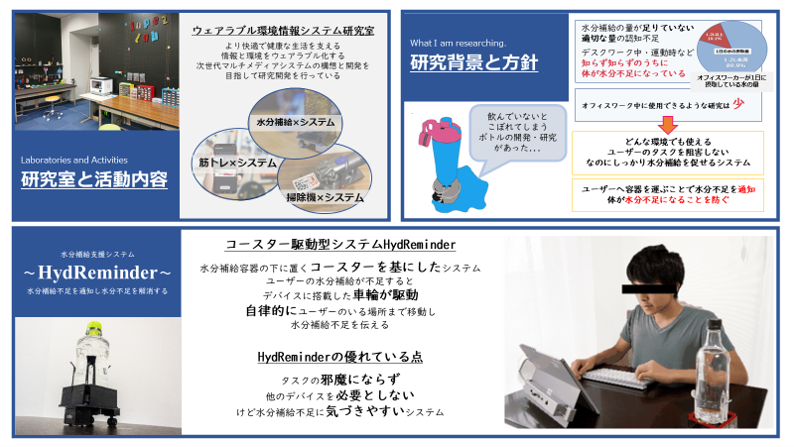 ウェアラブル環境情報システム研究室
より快適で健康な生活を支える
情報と環境をウェアラブル化する
次世代マルチメディアシステムの構想と開発を
目指して研究開発を行っている
水分補給×システム
筋トレ×システム
掃除機×システム
Laboratories and Activities
研究室と活動内容
What I am researching.
研究背景と方針
飲んでいないと
こぼれてしまう
ボトルの開発・研究
があった...
水分補給の量が足りていない
適切な量の認知不足
デスクワーク中・運動時など
知らず知らずのうちに
体が水分不足になっている
オフィスワーカーが1日に
摂取している水の量
オフィスワーク中に使用できるような研究は 少
どんな環境でも使える
ユーザーのタスクを阻害しない
なのにしっかり水分補給を促せるシステム
ユーザーへ容器を運ぶことで水分不足を通知
体が水分不足になることを防ぐ
水分補給支援システム
～HydReminder～
水分補給不足を通知し水分不足を解消する
コースター駆動型システムHydReminder
水分補給容器の下に置くコースターを基にしたシステム
ユーザーの水分補給が不足すると
デバイスに搭載した車輪が駆動
自律的にユーザーのいる場所まで移動し
水分補給不足を伝える
HydReminderの優れている点
タスクの邪魔にならず
他のデバイスを必要としない
けど水分補給不足に気づきやすいシステム